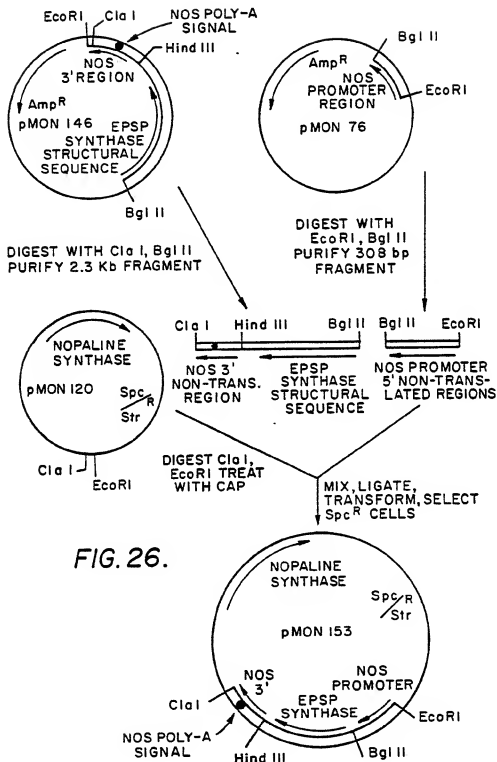 EcoRI
Cla I
NOS POLY-A
SIGNAL
Hind III
NOS
3' REGION
AmpR
pMON 146
EPSP
SYNTHASE
STRUCTURAL
SEQUENCE
Bgl II
Bgl II
AmpR
NOS
PROMOTER
REGION
EcoRI
pMON 76
DIGEST WITH Cla I, Bgl II
PURIFY 2.3 Kb FRAGMENT
DIGEST WITH
EcoRI, Bgl II
PURIFY 308 bp
FRAGMENT
NOPALINE
SYNTHASE
pMON 120
Spc R
Str
Cla I
EcoRI
Cla I
Hind III
Bgl II
Bgl II
EcoRI
NOS 3'
NON-TRANS.
REGION
EPSP
SYNTHASE
STRUCTURAL
SEQUENCE
NOS PROMOTER
5' NON-TRANS-
LATED REGIONS
DIGEST Cla I,
EcoRI TREAT
WITH CAP
MIX, LIGATE,
TRANSFORM, SELECT
SpcR CELLS
FIG. 26.
NOPALINE
SYNTHASE
Spc R
Str
pMON 153
NOS
3'
NOS
PROMOTER
Cla I
EPSP
SYNTHASE
EcoRI
NOS POLY-A
SIGNAL
Hind III
Bgl II